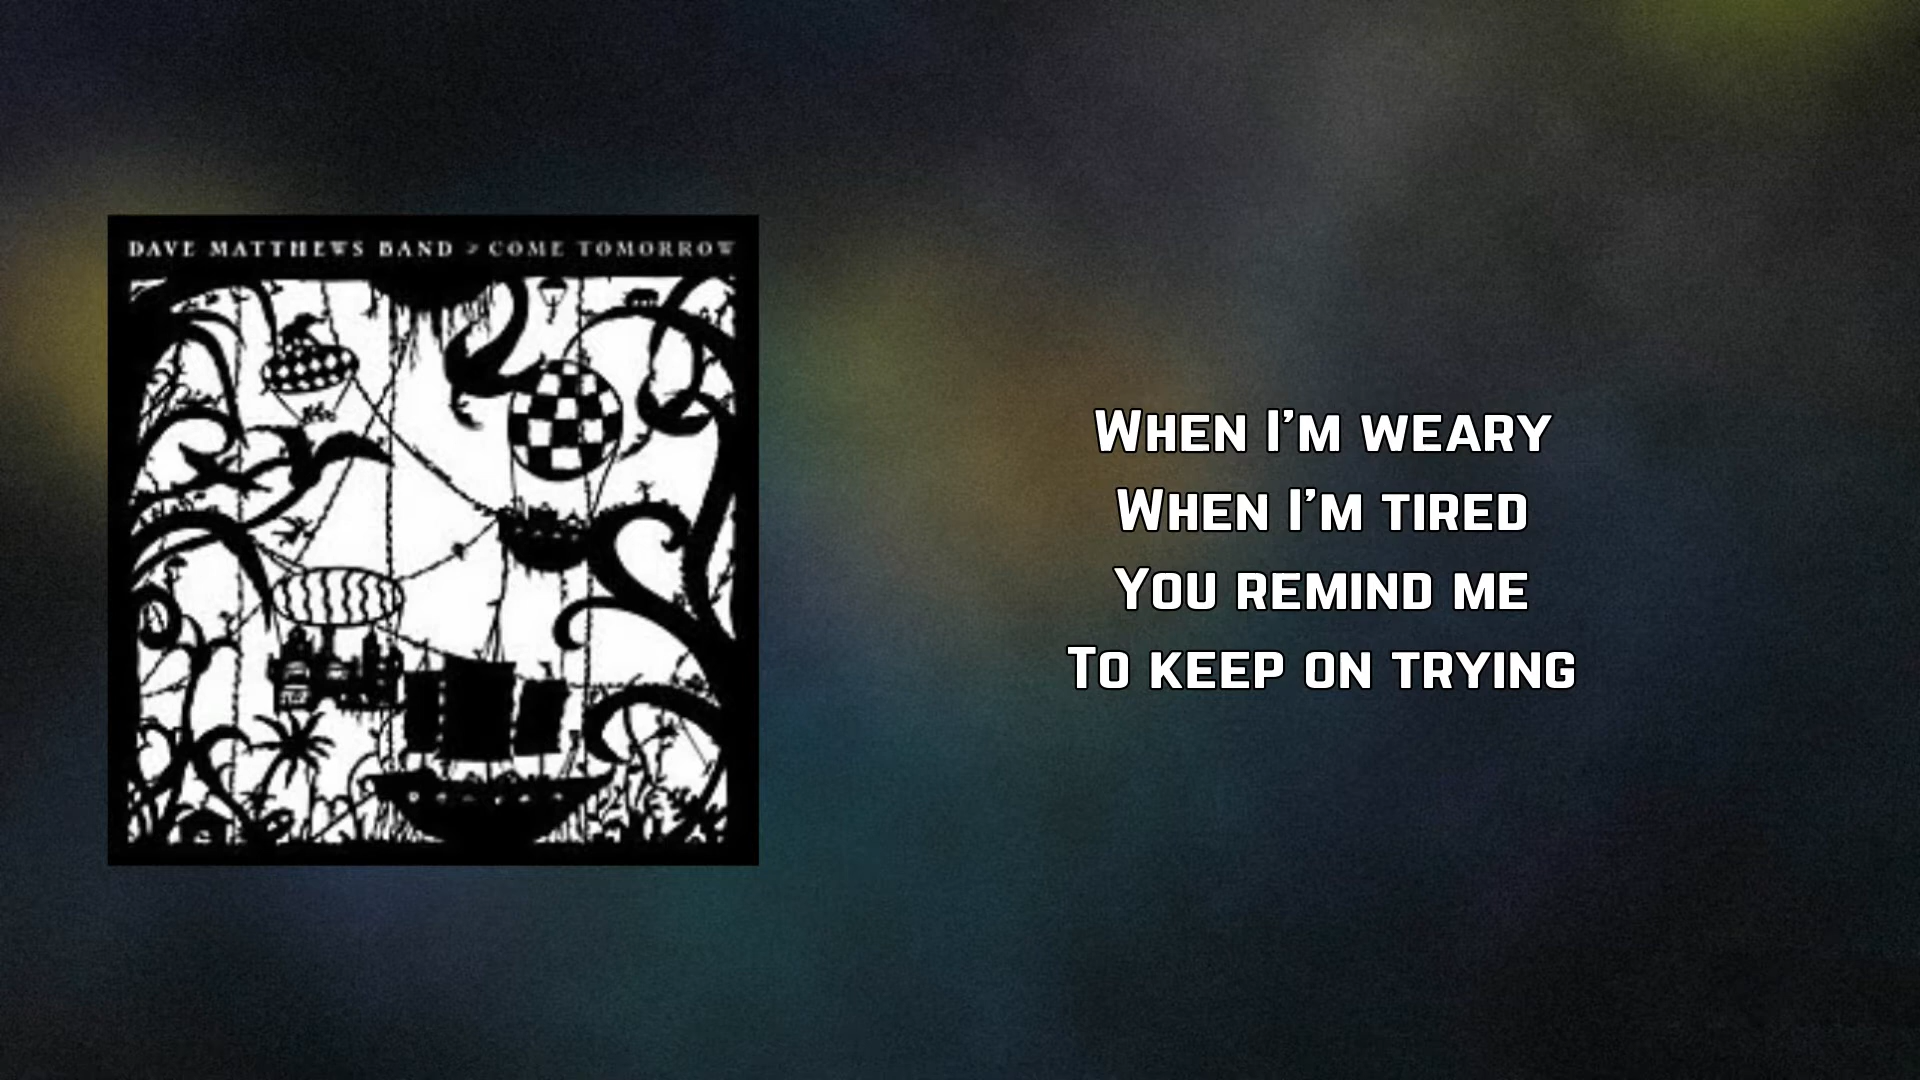 DAVE MATTHEWS BAND COME TOMORROW
When I'm weary
When I'm tired
You remind me
To keep on trying